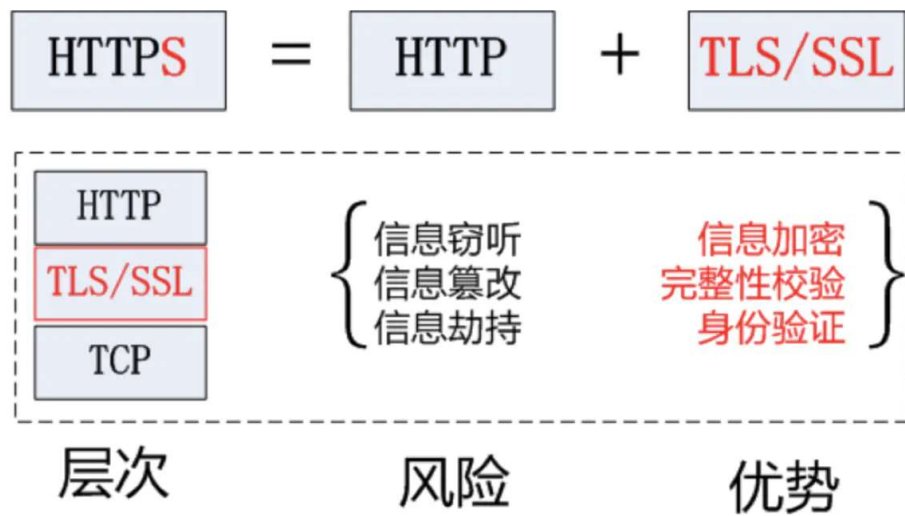 HTTPS = HTTP + TLS/SSL
HTTP
TLS/SSL
TCP
信息窃听
信息篡改
信息劫持
信息加密
完整性校验
身份验证
层次
风险
优势